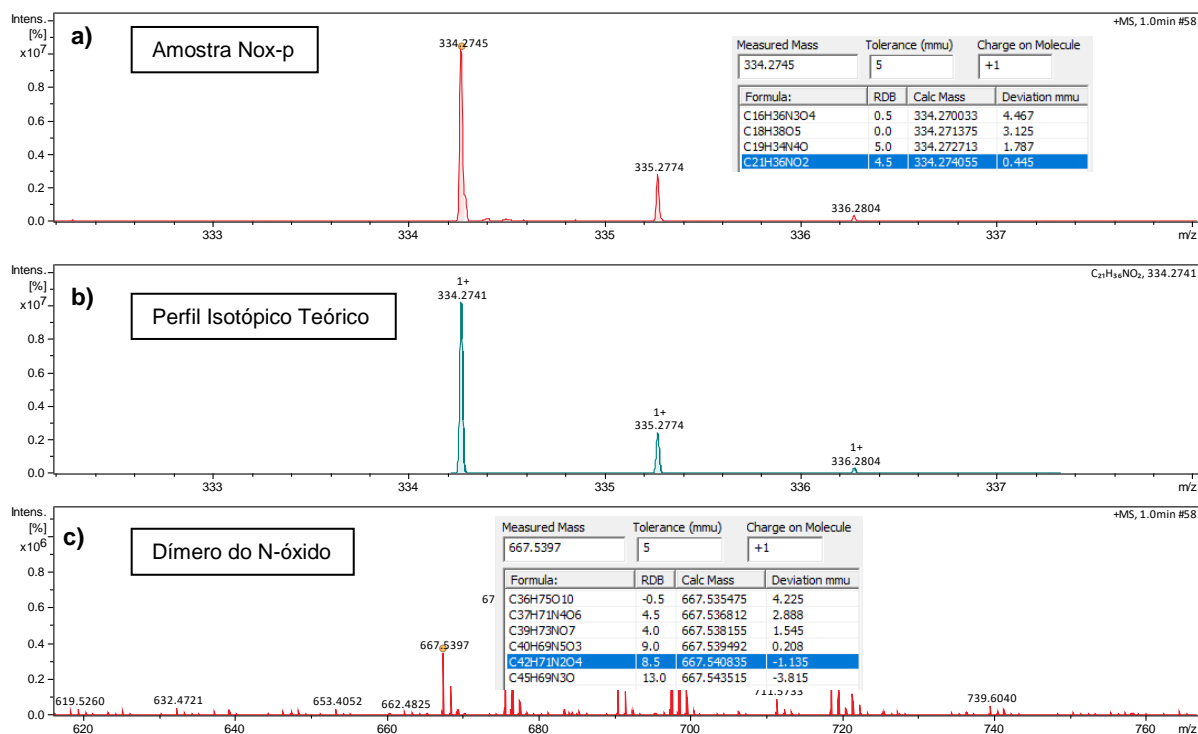 Intens.
[%]
x10⁷
a)
Amostra Nox-p
+MS, 1.0min #58
334.2745
335.2774
336.2804
Measured Mass Tolerance (mmu) Charge on Molecule
334.2745 5 +1
Formula: RDB Calc Mass Deviation mmu
C16H36N3O4 0.5 334.270033 4.467
C18H38O5 0.0 334.271375 3.125
C19H34N4O 5.0 334.272713 1.787
C21H36NO2 4.5 334.274055 0.445
0.8
0.6
0.4
0.2
0.0
333 334 335 336 337 m/z
Intens.
[%]
x10⁷
b)
Perfil Isotópico Teórico
C₂₁H₃₆NO₂, 334.2741
1+
334.2741
1+
335.2774
1+
336.2804
0.8
0.6
0.4
0.2
0.0
333 334 335 336 337 m/z
Intens.
[%]
x10⁶
c)
Dímero do N-óxido
+MS, 1.0min #58
Measured Mass Tolerance (mmu) Charge on Molecule
667.5397 5 +1
Formula: RDB Calc Mass Deviation mmu
C36H75O10 -0.5 667.535475 4.225
C37H71N4O6 4.5 667.536812 2.888
C39H73NO7 4.0 667.538155 1.545
C40H69N5O3 9.0 667.539492 0.208
C42H71N2O4 8.5 667.540835 -1.135
C45H69N3O 13.0 667.543515 -3.815
0.8
0.6
0.4
0.2
0.0
67
619.5260 632.4721 653.4052 662.4825 667.5397 739.6040
620 640 660 680 700 720 740 760 m/z